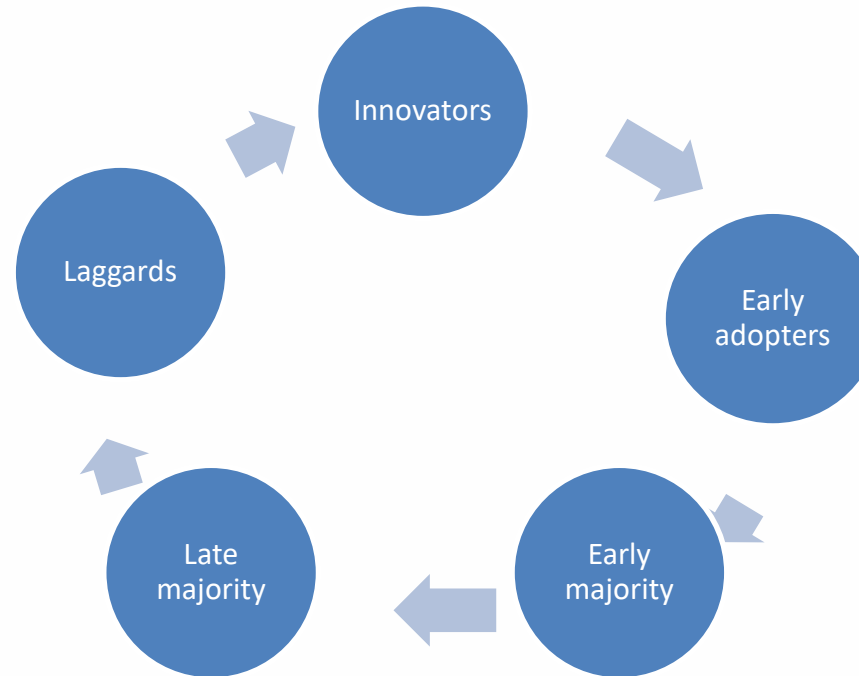 Innovators
Early
adopters
Early
majority
Late
majority
Laggards